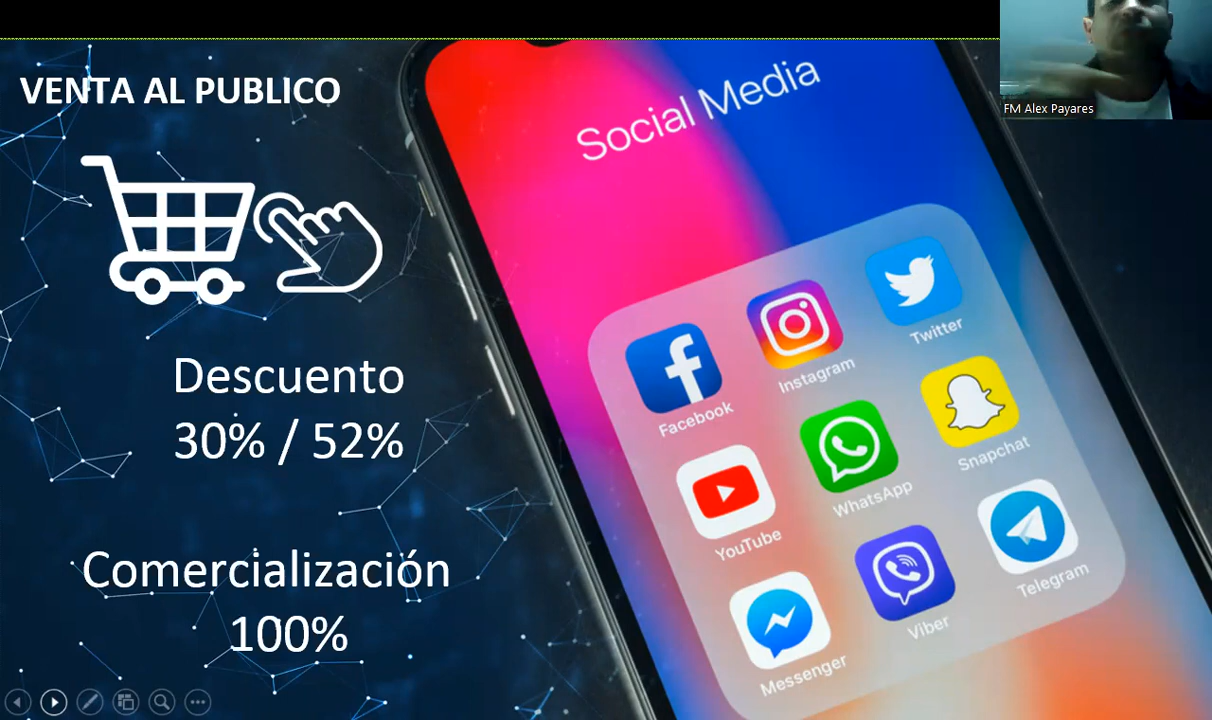 VENTA AL PUBLICO
Descuento
30% / 52%
Comercialización
100%
Social Media
Facebook
Instagram
Twitter
YouTube
WhatsApp
Snapchat
Messenger
Viber
Telegram
FM Alex Payares